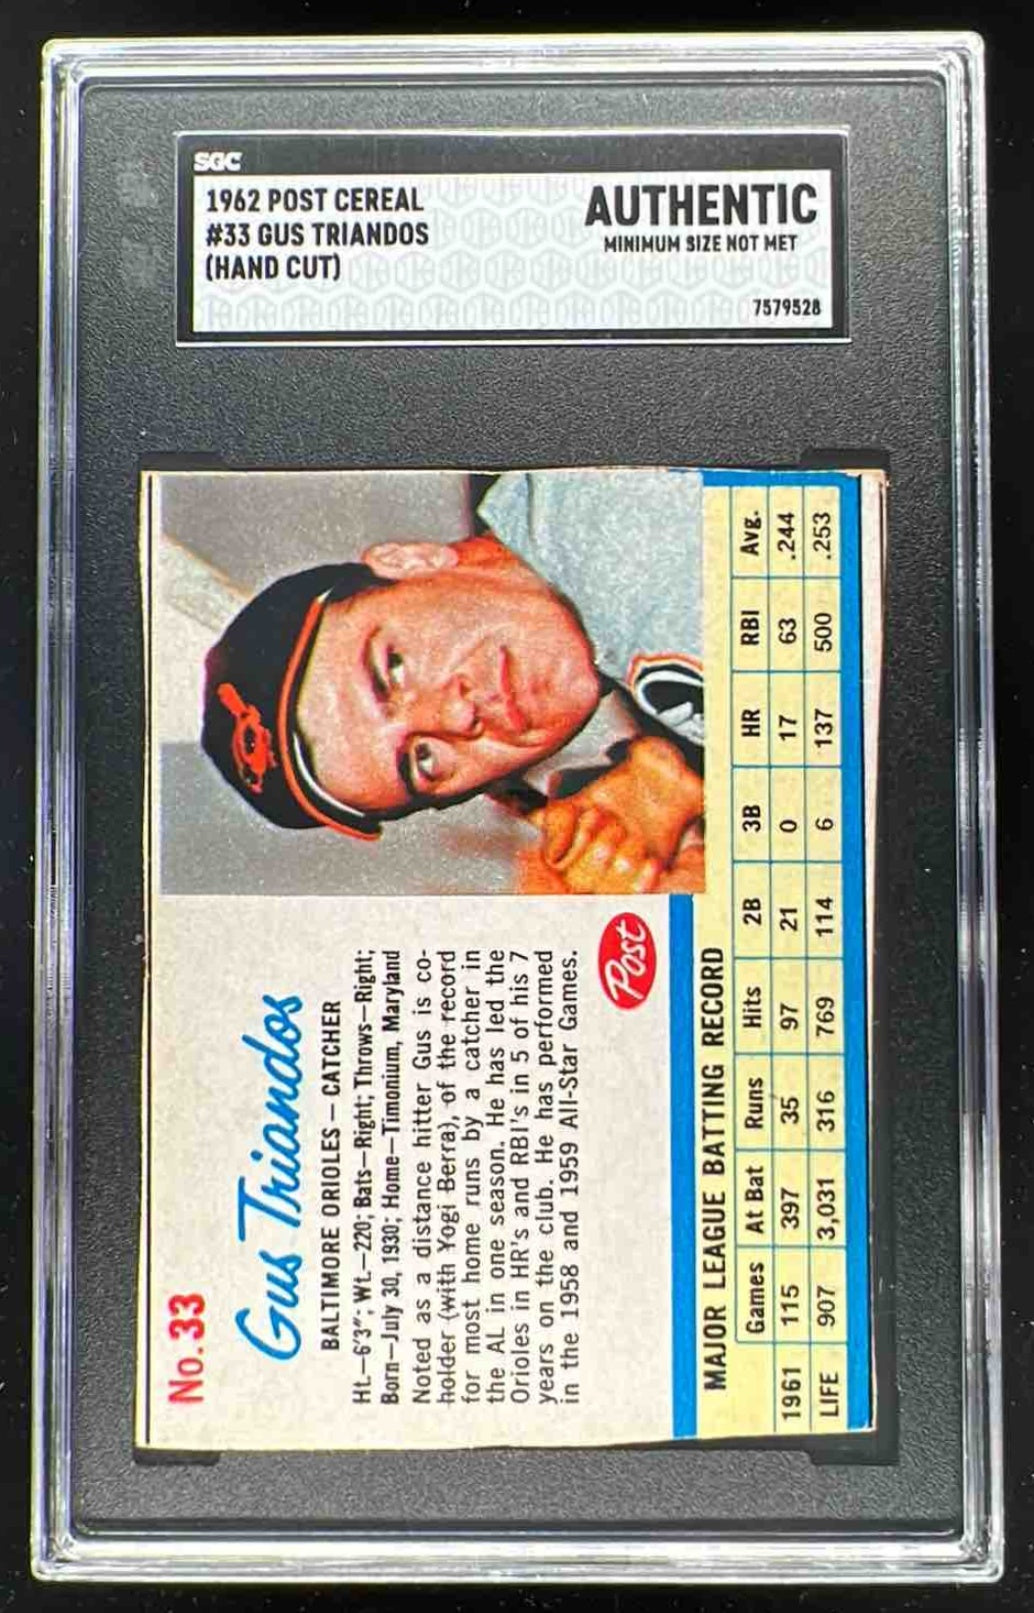 SGC
1962 POST CEREAL
#33 GUS TRIANDOS
(HAND CUT)
AUTHENTIC
MINIMUM SIZE NOT MET
7579528
No.33
Gus Triandos
BALTIMORE ORIOLES – CATCHER
Ht.—6'3"; Wt.—220; Bats—Right; Throws—Right;
Born—July 30, 1930; Home—Timonium, Maryland
Noted as a distance hitter Gus is co-
holder (with Yogi Berra), of the record
for most home runs by a catcher in
the AL in one season. He has led the
Orioles in HR's and RBI's in 5 of his 7
years on the club. He has performed
in the 1958 and 1959 All-Star Games.
Post
MAJOR LEAGUE BATTING RECORD
Games At Bat Runs Hits 2B 3B HR RBI Avg.
1961 115 397 35 97 21 0 17 63 .244
LIFE 907 3,031 316 769 114 6 137 500 .253